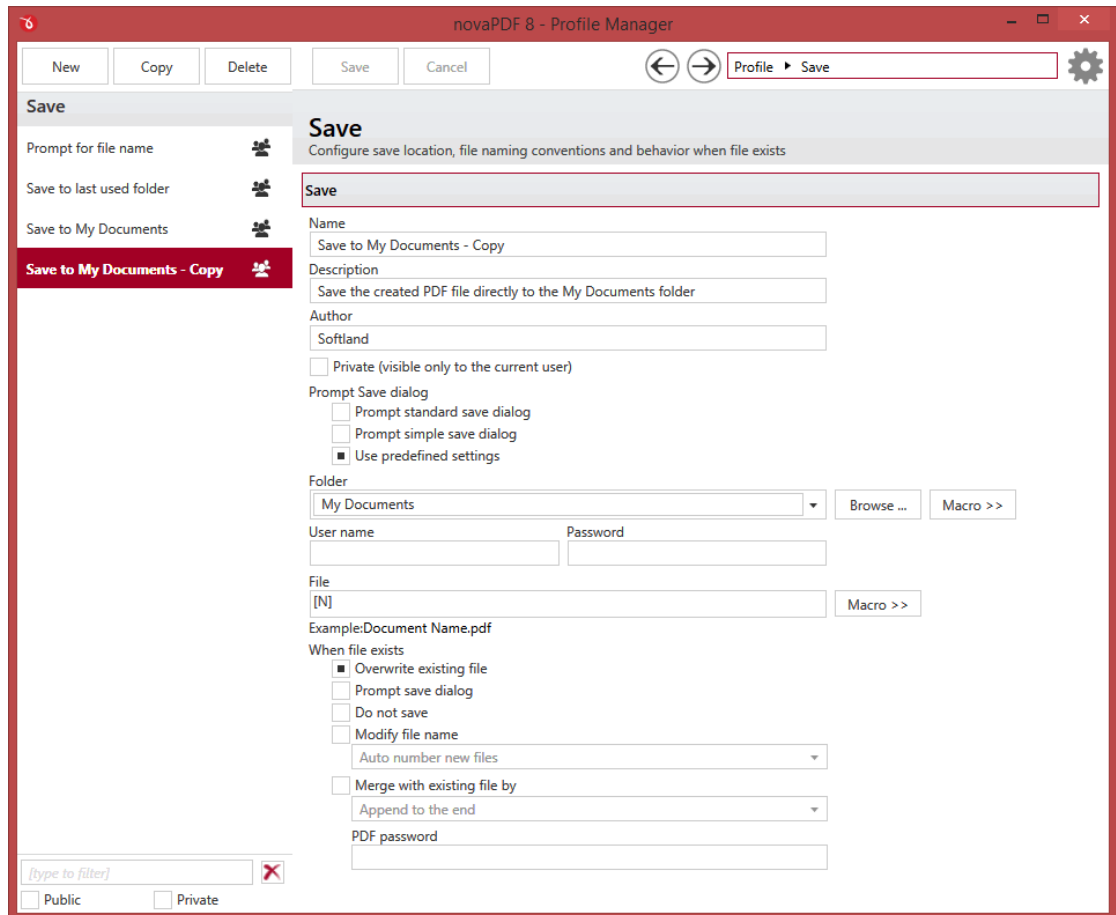 novaPDF 8 - Profile Manager
New Copy Delete Save Cancel Profile Save
Save
Prompt for file name
Save to last used folder
Save to My Documents
Save to My Documents - Copy
Save
Configure save location, file naming conventions and behavior when file exists
Save
Name
Save to My Documents - Copy
Description
Save the created PDF file directly to the My Documents folder
Author
Softland
Private (visible only to the current user)
Prompt Save dialog
Prompt standard save dialog
Prompt simple save dialog
Use predefined settings
Folder
My Documents Browse ... Macro >>
User name Password
File
[N] Macro >>
Example:Document Name.pdf
When file exists
Overwrite existing file
Prompt save dialog
Do not save
Modify file name
Auto number new files
Merge with existing file by
Append to the end
PDF password
[type to filter]
Public Private